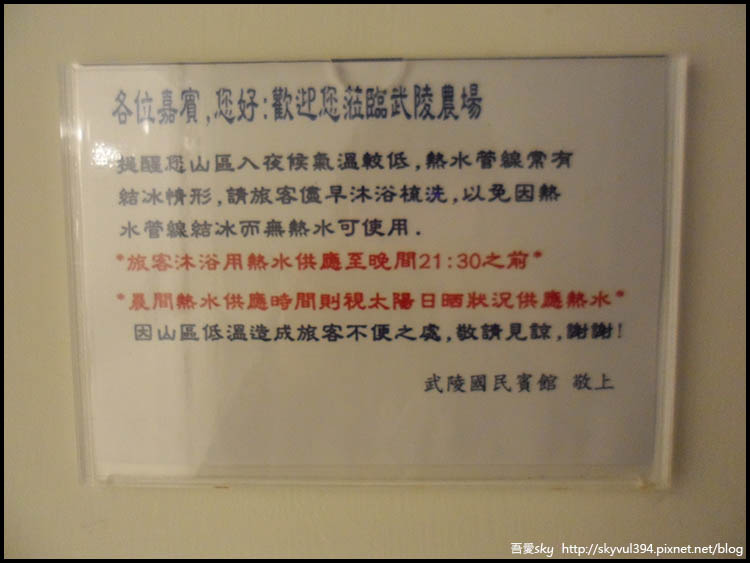 各位嘉賓,您好:歡迎您蒞臨武陵農場
提醒您山區入夜候氣溫較低,熱水管線常有
結冰情形,請旅客儘早沐浴梳洗,以免因熱
水管線結冰而無熱水可使用.
*旅客沐浴用熱水供應至晚間21:30之前*
*晨間熱水供應時間則視太陽日晒狀況供應熱水*
因山區低溫造成旅客不便之處,敬請見諒,謝謝!
武陵國民賓館 敬上
吾愛sky http://skyvul394.pixnet.net/blog